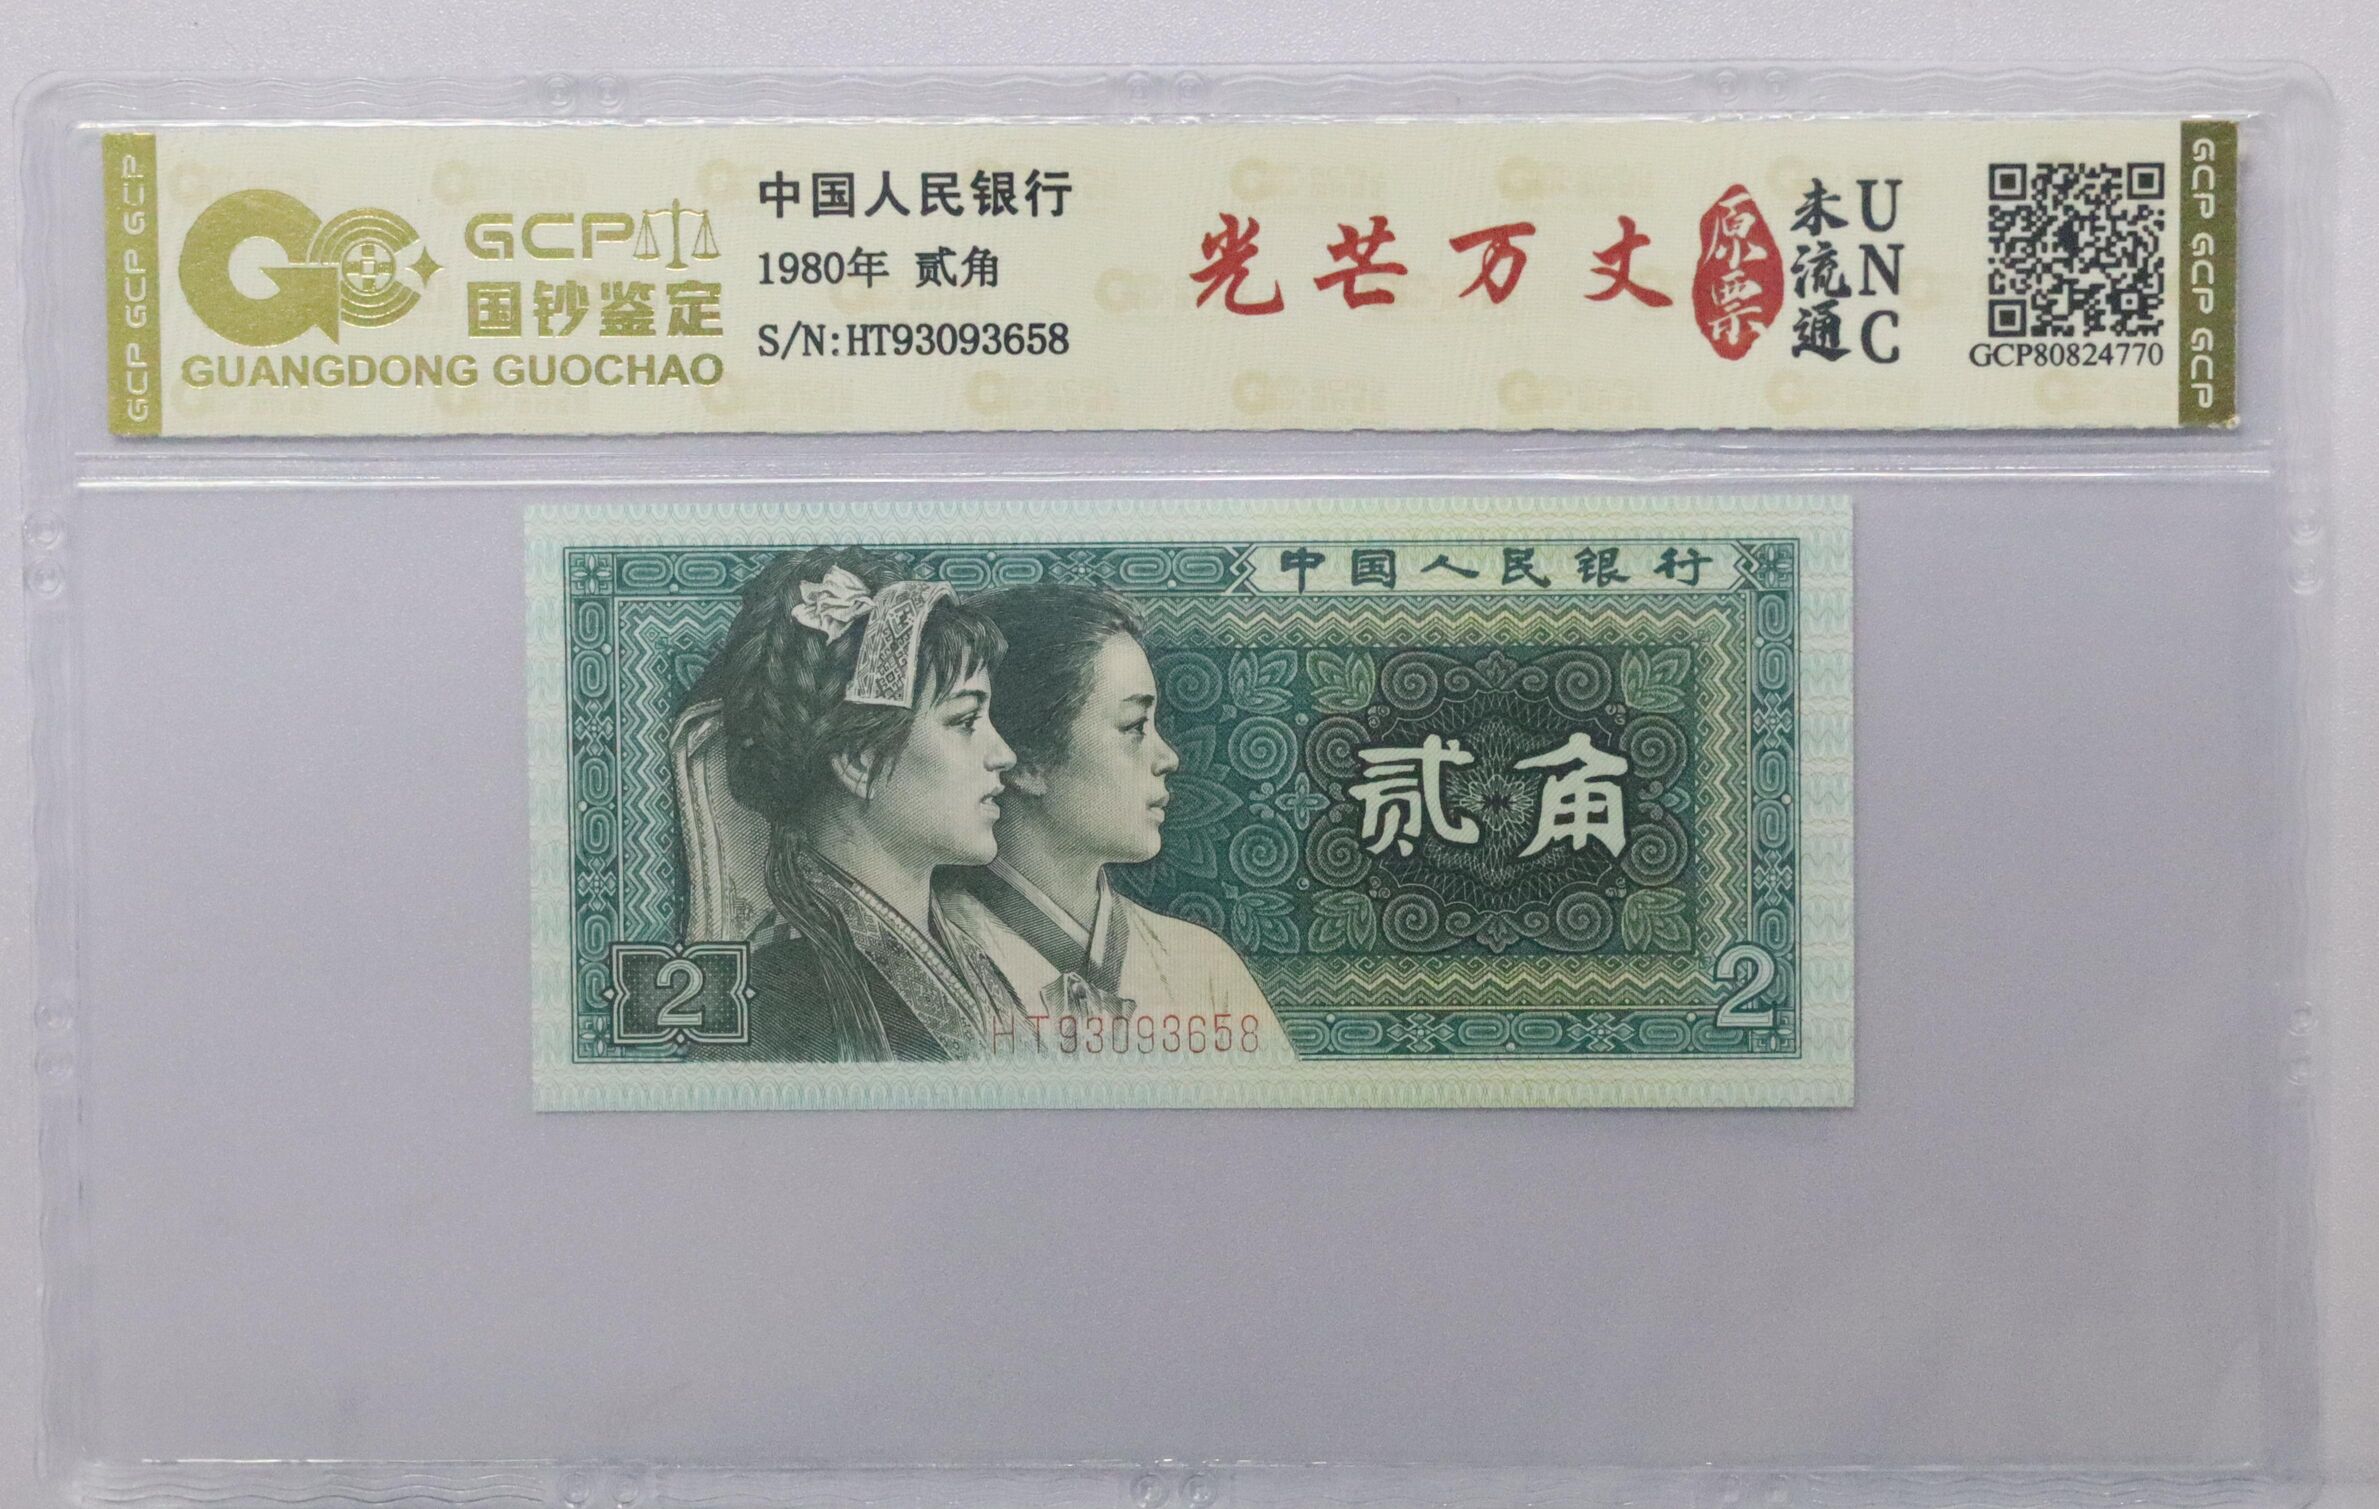 GCP GCP GCP
GCP
国钞鉴定
GUANGDONG GUOCHAO
中国人民银行
1980年 贰角
S/N:HT93093658
光芒万丈
原票
未流通
UNC
GCP80824770
GCP GCP GCP
中国人民银行
贰角
2
2
HT93093658